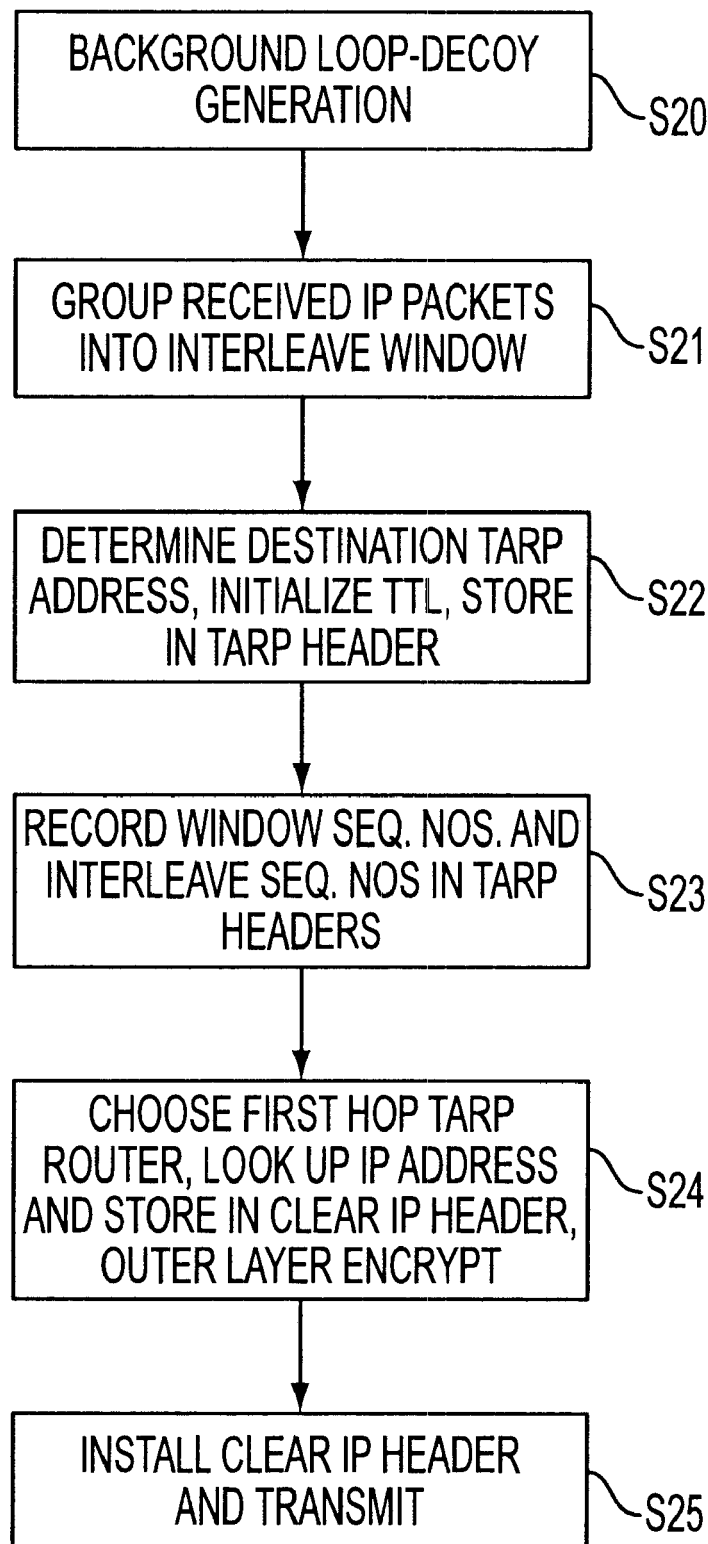 BACKGROUND LOOP-DECOY
GENERATION
S20
GROUP RECEIVED IP PACKETS
INTO INTERLEAVE WINDOW
S21
DETERMINE DESTINATION TARP
ADDRESS, INITIALIZE TTL, STORE
IN TARP HEADER
S22
RECORD WINDOW SEQ. NOS. AND
INTERLEAVE SEQ. NOS IN TARP
HEADERS
S23
CHOOSE FIRST HOP TARP
ROUTER, LOOK UP IP ADDRESS
AND STORE IN CLEAR IP HEADER,
OUTER LAYER ENCRYPT
S24
INSTALL CLEAR IP HEADER
AND TRANSMIT
S25